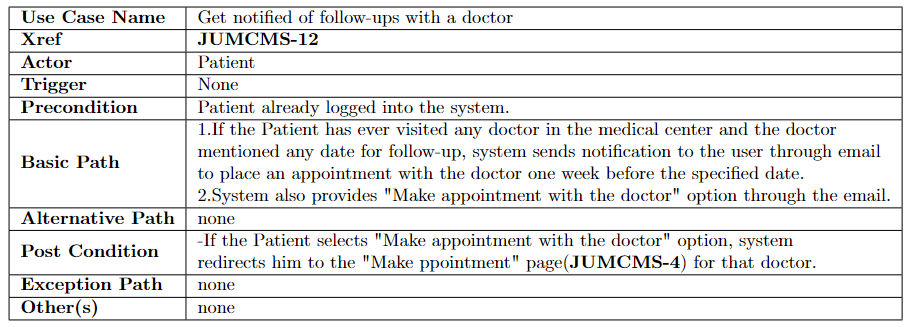 Use Case Name Get notified of follow-ups with a doctor
Xref JUMCMS-12
Actor Patient
Trigger None
Precondition Patient already logged into the system.
Basic Path 1.If the Patient has ever visited any doctor in the medical center and the doctor
mentioned any date for follow-up, system sends notification to the user through email
to place an appointment with the doctor one week before the specified date.
2.System also provides "Make appointment with the doctor" option through the email.
Alternative Path none
Post Condition -If the Patient selects "Make appointment with the doctor" option, system
redirects him to the "Make ppointment" page(JUMCMS-4) for that doctor.
Exception Path none
Other(s) none